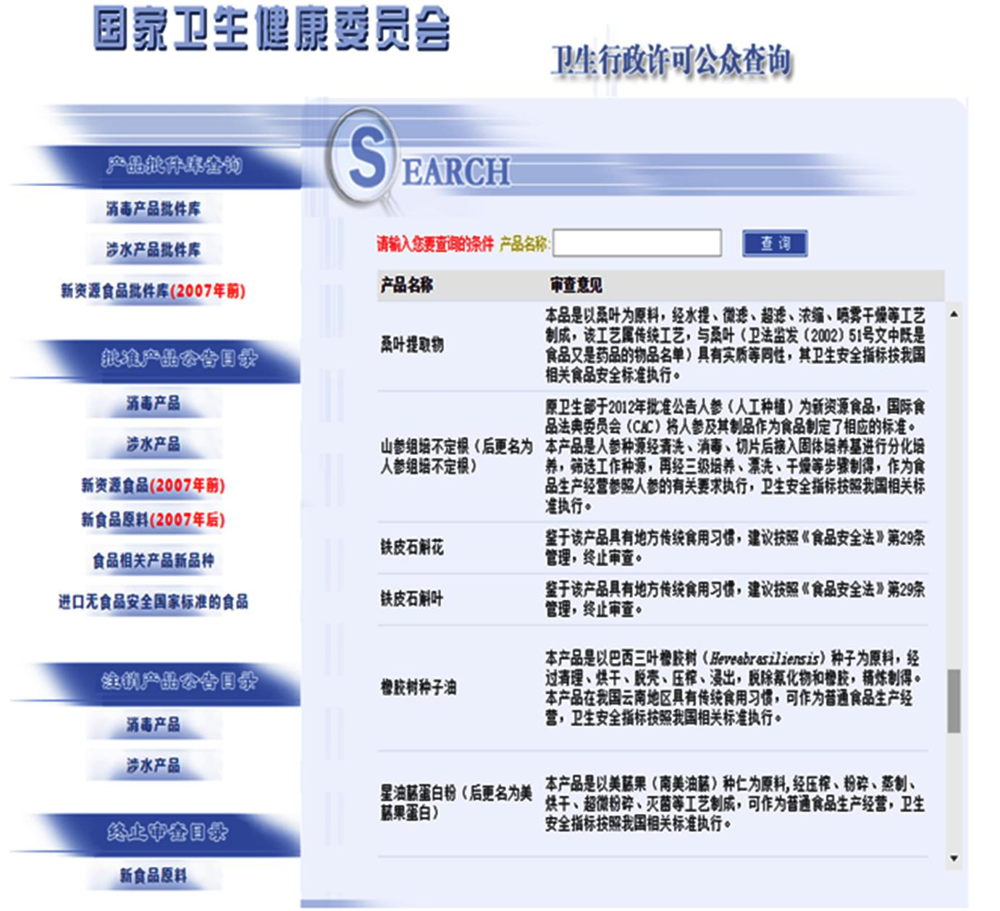 国家卫生健康委员会
卫生行政许可公众查询
产品批件库查询
消毒产品批件库
涉水产品批件库
新资源食品批件库(2007年前)
批准产品公告目录
消毒产品
涉水产品
新资源食品(2007年前)
新食品原料(2007年后)
食品相关产品新品种
进口无食品安全国家标准的食品
注销产品公告目录
消毒产品
涉水产品
终止审查目录
新食品原料
SEARCH
请输入您要查询的条件 产品名称: 查 询
产品名称 审查意见
桑叶提取物
本品是以桑叶为原料，经水提、微滤、超滤、浓缩、喷雾干燥等工艺
制成，该工艺属传统工艺，与桑叶（卫法监发（2002）51号文中既是
食品又是药品的物品名单）具有实质等同性，其卫生安全指标按我国
相关食品安全标准执行。
山参组培不定根（后更名为
人参组培不定根）
原卫生部于2012年批准公告人参（人工种植）为新资源食品，国际食
品法典委员会（CAC）将人参及其制品作为食品制定了相应的标准。
本产品是人参种源经清洗、消毒、切片后接入固体培养基进行分化培
养，筛选工作种源，再经三级培养、漂洗、干燥等步骤制得，作为食
品生产经营参照人参的有关要求执行，卫生安全指标按照我国相关标
准执行。
铁皮石斛花
鉴于该产品具有地方传统食用习惯，建议按照《食品安全法》第29条
管理，终止审查。
铁皮石斛叶
鉴于该产品具有地方传统食用习惯，建议按照《食品安全法》第29条
管理，终止审查。
橡胶树种子油
本产品是以巴西三叶橡胶树（Heveabrasiliensis）种子为原料，经
过清理、烘干、脱壳、压榨、浸出，脱除氰化物和橡胶，精炼制得。
本产品在我国云南地区具有传统食用习惯，可作为普通食品生产经
营，卫生安全指标按照我国相关标准执行。
星油藤蛋白粉（后更名为美
藤果蛋白）
本产品是以美藤果（南美油藤）种仁为原料,经压榨、粉碎、蒸制、
烘干、超微粉碎、灭菌等工艺制成，可作为普通食品生产经营，卫生
安全指标按照我国相关标准执行。